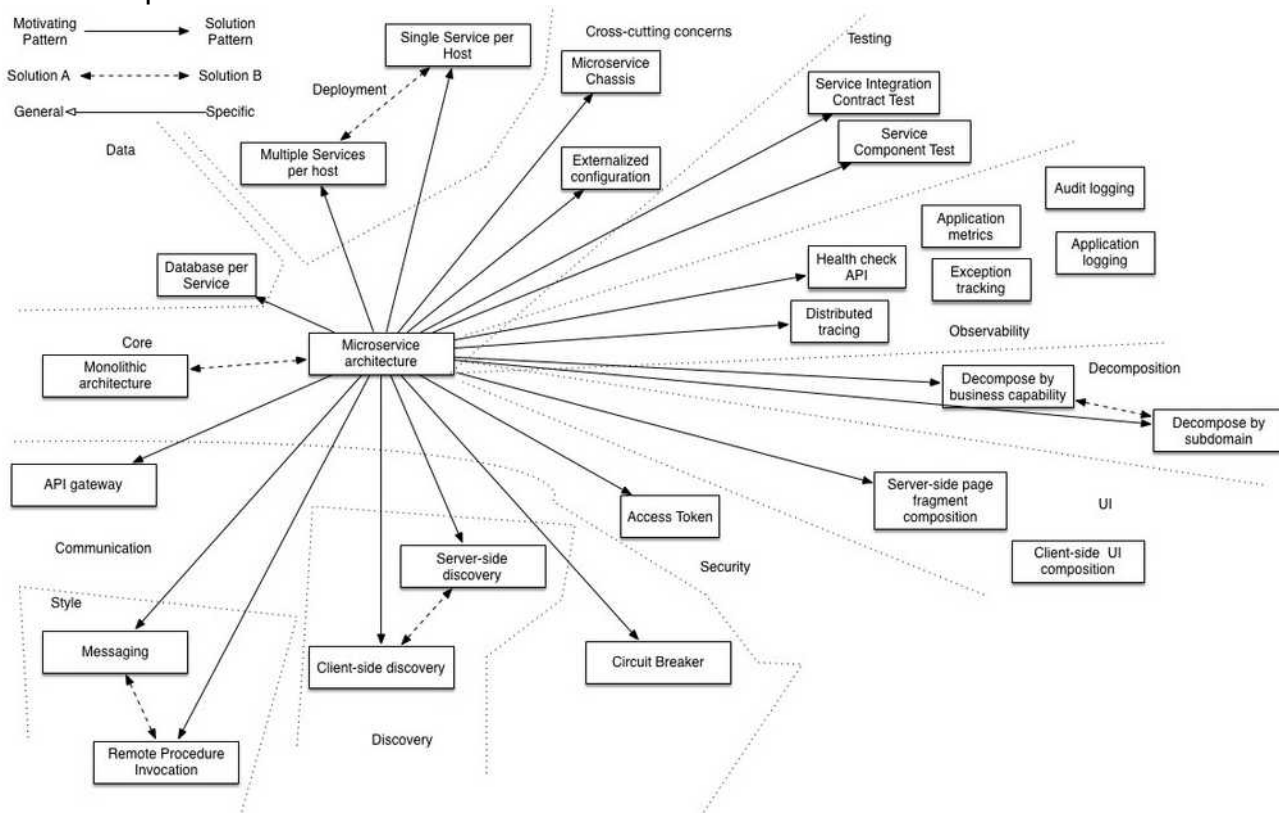 Motivating
Pattern
Solution
Pattern
Solution A
Solution B
General
Specific
Single Service per
Host
Cross-cutting concerns
Testing
Microservice
Chassis
Deployment
Service Integration
Contract Test
Data
Multiple Services
per host
Externalized
configuration
Service
Component Test
Audit logging
Application
metrics
Application
logging
Health check
API
Exception
tracking
Database per
Service
Distributed
tracing
Observability
Core
Microservice
architecture
Monolithic
architecture
Decomposition
Decompose by
business capability
Decompose by
subdomain
API gateway
Access Token
Server-side page
fragment
composition
UI
Communication
Server-side
discovery
Security
Client-side UI
composition
Style
Messaging
Client-side discovery
Circuit Breaker
Remote Procedure
Invocation
Discovery